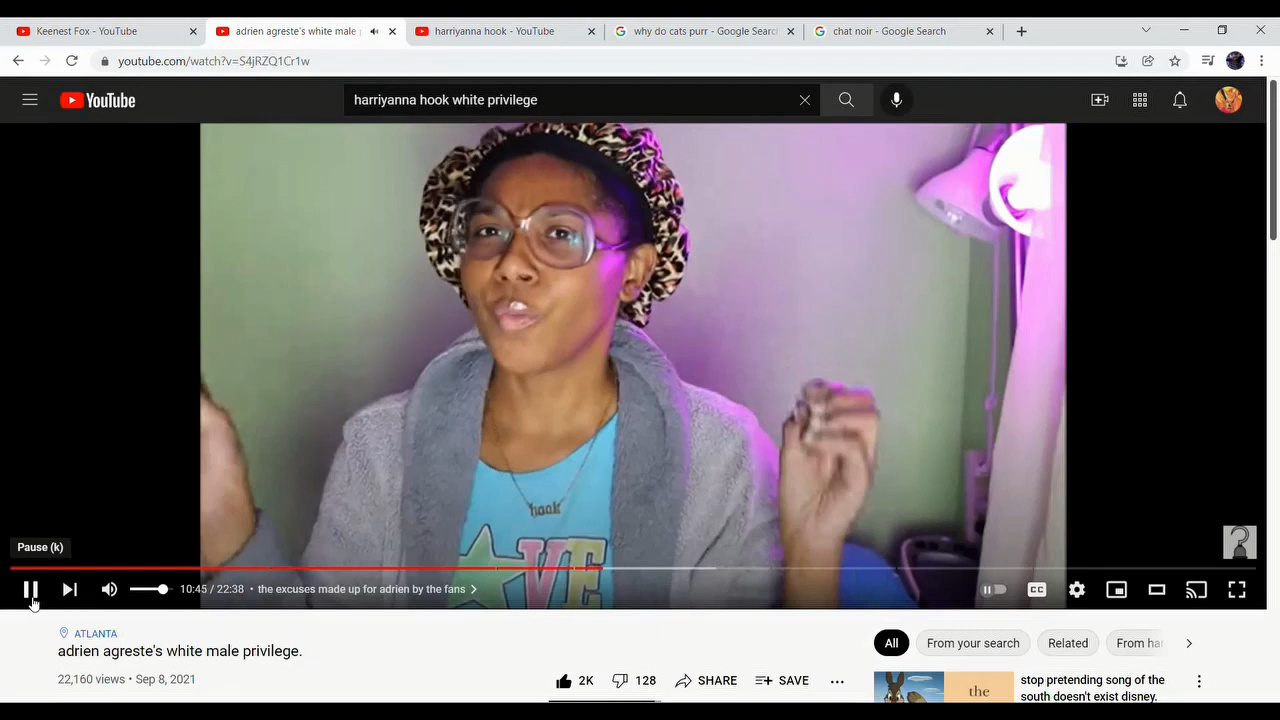 Keenest Fox - YouTube
adrien agreste's white male
harriyanna hook - YouTube
why do cats purr - Google Searc
chat noir - Google Search
youtube.com/watch?v=S4jRZQ1Cr1w
YouTube
harriyanna hook white privilege
hook
VE
Pause (k)
10:45 / 22:38 • the excuses made up for adrien by the fans
CC
ATLANTA
adrien agreste's white male privilege.
22,160 views • Sep 8, 2021
2K
128
SHARE
SAVE
All
From your search
Related
From ha
the
stop pretending song of the
south doesn't exist disney.